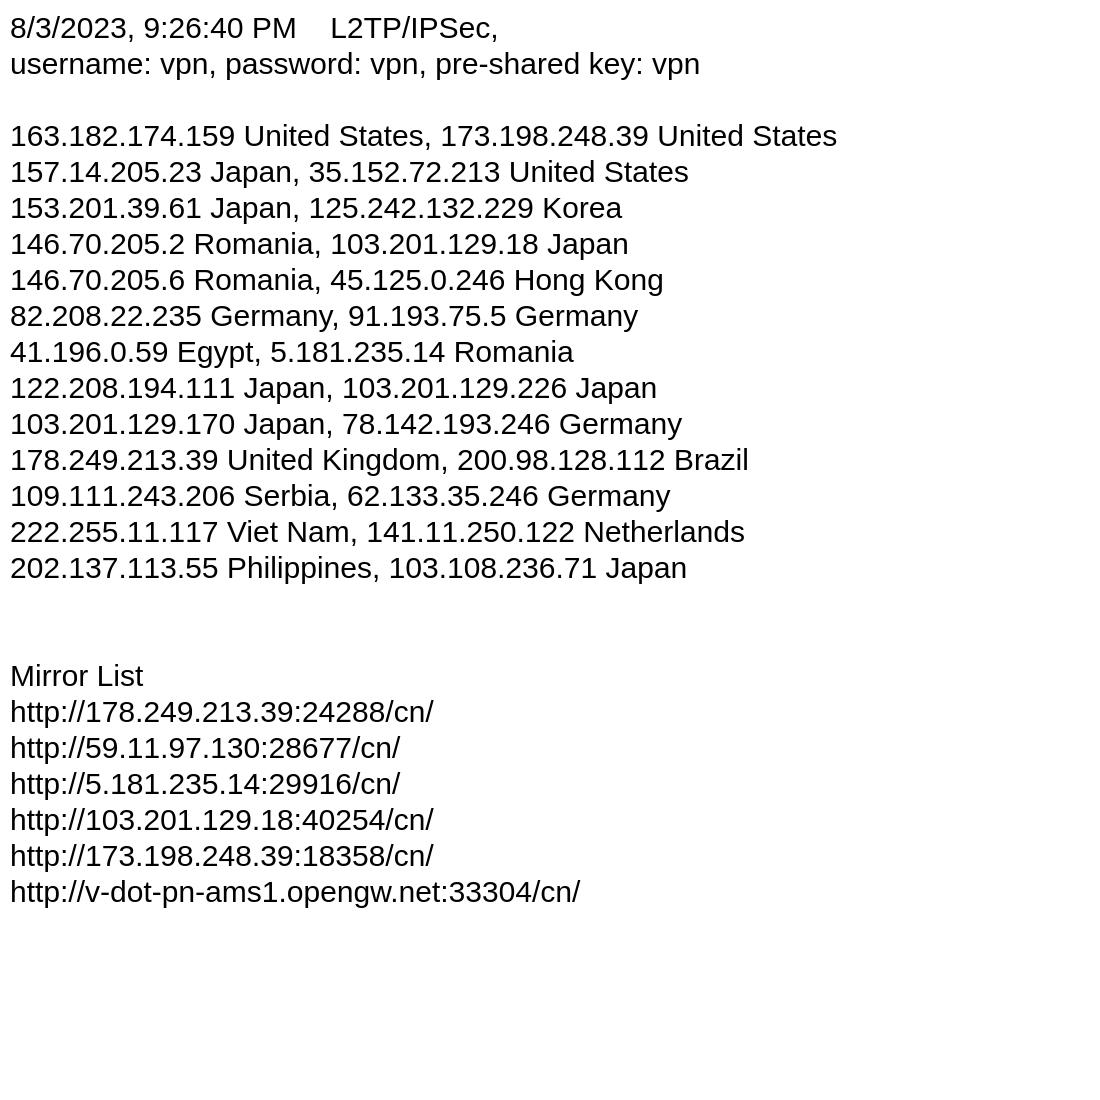 8/3/2023, 9:26:40 PM    L2TP/IPSec,
username: vpn, password: vpn, pre-shared key: vpn
163.182.174.159 United States, 173.198.248.39 United States
157.14.205.23 Japan, 35.152.72.213 United States
153.201.39.61 Japan, 125.242.132.229 Korea
146.70.205.2 Romania, 103.201.129.18 Japan
146.70.205.6 Romania, 45.125.0.246 Hong Kong
82.208.22.235 Germany, 91.193.75.5 Germany
41.196.0.59 Egypt, 5.181.235.14 Romania
122.208.194.111 Japan, 103.201.129.226 Japan
103.201.129.170 Japan, 78.142.193.246 Germany
178.249.213.39 United Kingdom, 200.98.128.112 Brazil
109.111.243.206 Serbia, 62.133.35.246 Germany
222.255.11.117 Viet Nam, 141.11.250.122 Netherlands
202.137.113.55 Philippines, 103.108.236.71 Japan
Mirror List
http://178.249.213.39:24288/cn/
http://59.11.97.130:28677/cn/
http://5.181.235.14:29916/cn/
http://103.201.129.18:40254/cn/
http://173.198.248.39:18358/cn/
http://v-dot-pn-ams1.opengw.net:33304/cn/